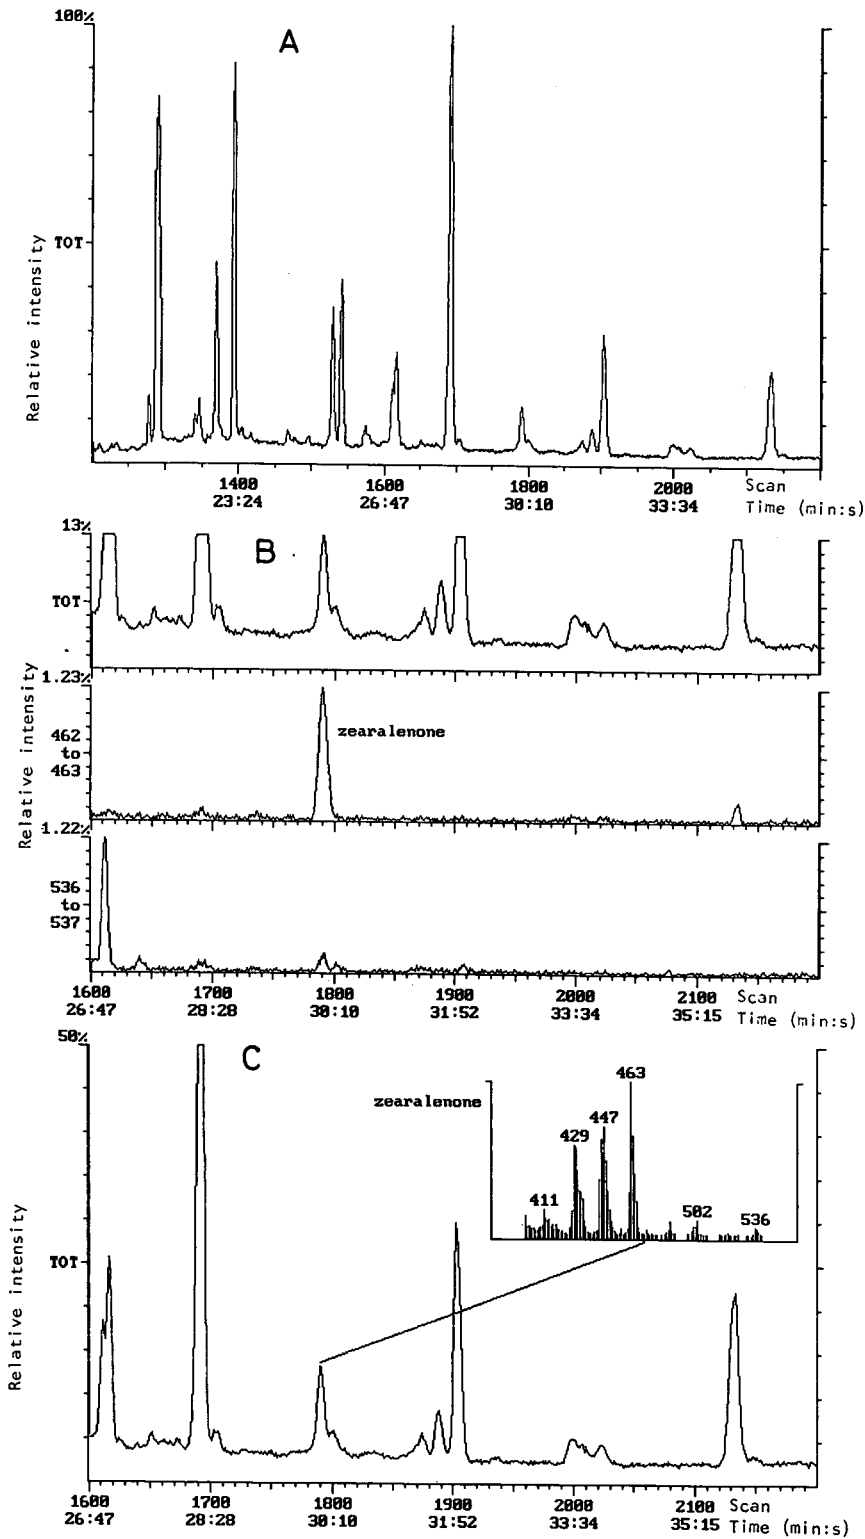 100%
A
TOT
Relative intensity
1400 1600 1800 2000 Scan
23:24 26:47 30:10 33:34 Time (min:s)
13%
B
TOT
Relative intensity
1.23%
zearalenone
462
to
463
1.22%
536
to
537
1600 1700 1800 1900 2000 2100 Scan
26:47 28:28 30:10 31:52 33:34 35:15 Time (min:s)
50%
C
zearalenone
463
447
429
411
502
536
TOT
Relative intensity
1600 1700 1800 1900 2000 2100 Scan
26:47 28:28 30:10 31:52 33:34 35:15 Time (min:s)